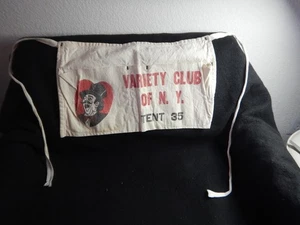 VARIETY CLUB
OF N. Y.
TENT 35